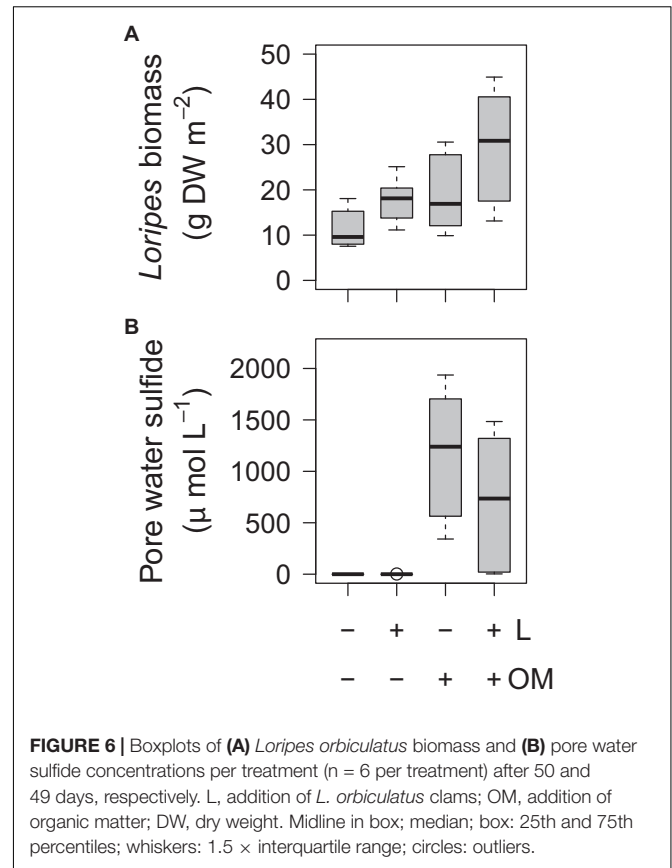 A
Loripes biomass
(g DW m−2)
50
40
30
20
10
0
B
Pore water sulfide
(μ mol L−1)
2000
1500
1000
500
0
− + − + L
− − + + OM
FIGURE 6 | Boxplots of (A) Loripes orbiculatus biomass and (B) pore water
sulfide concentrations per treatment (n = 6 per treatment) after 50 and
49 days, respectively. L, addition of L. orbiculatus clams; OM, addition of
organic matter; DW, dry weight. Midline in box; median; box: 25th and 75th
percentiles; whiskers: 1.5 × interquartile range; circles: outliers.